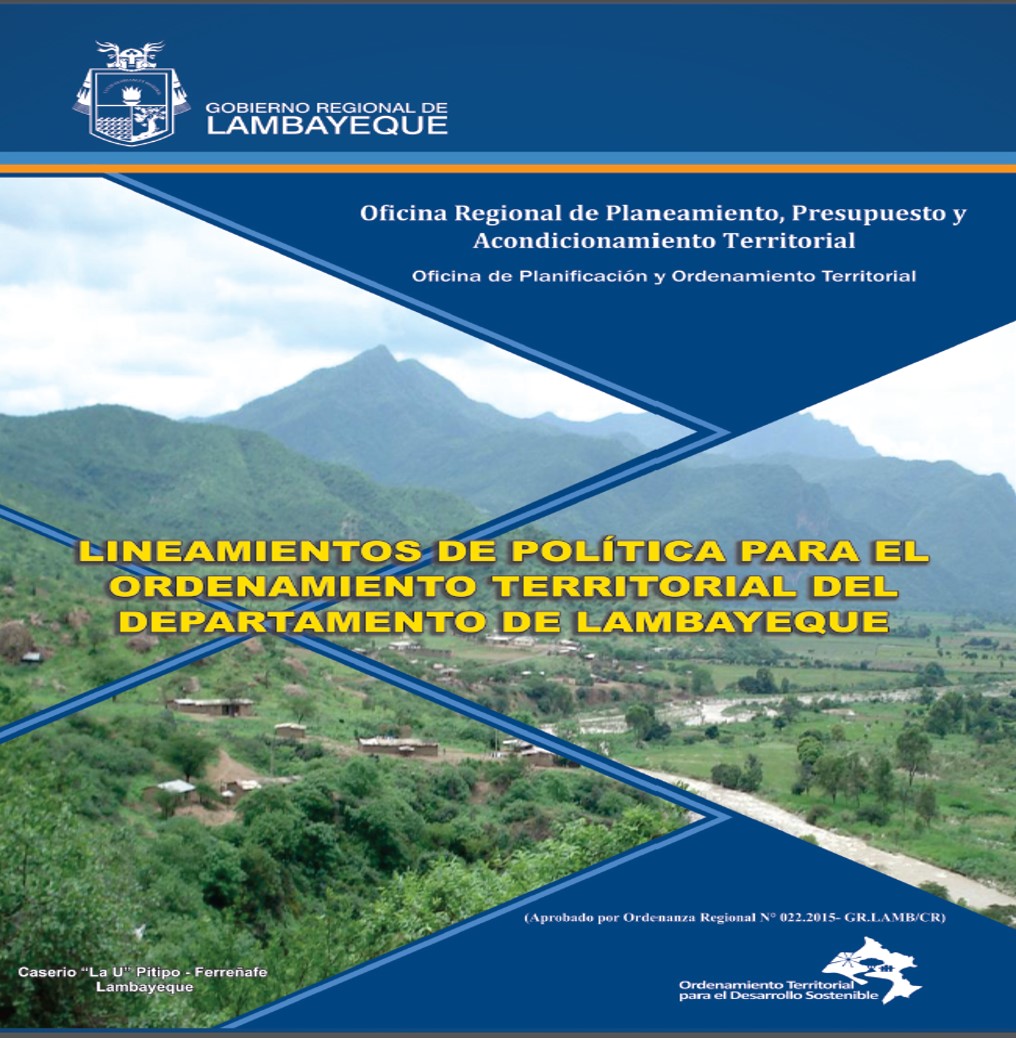 GOBIERNO REGIONAL DE
LAMBAYEQUE
Oficina Regional de Planeamiento, Presupuesto y
Acondicionamiento Territorial
Oficina de Planificación y Ordenamiento Territorial
LINEAMIENTOS DE POLÍTICA PARA EL
ORDENAMIENTO TERRITORIAL DEL
DEPARTAMENTO DE LAMBAYEQUE
(Aprobado por Ordenanza Regional N° 022.2015- GR.LAMB/CR)
Caserio "La U" Pitipo - Ferreñafe
Lambayeque
Ordenamiento Territorial
para el Desarrollo Sostenible